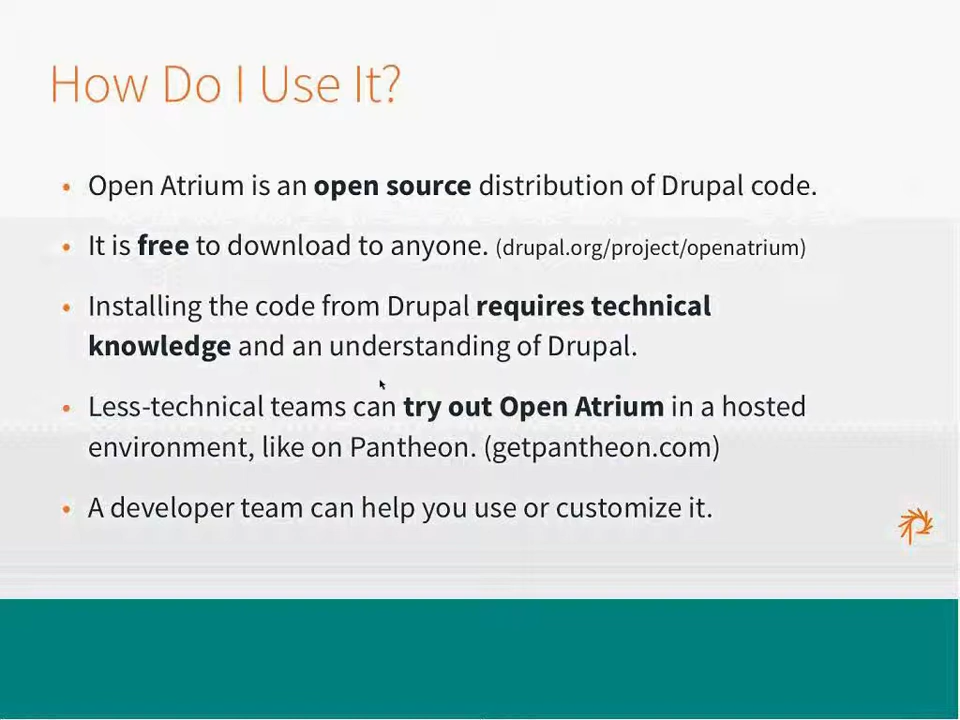 How Do I Use It?
• Open Atrium is an open source distribution of Drupal code.
• It is free to download to anyone. (drupal.org/project/openatrium)
• Installing the code from Drupal requires technical
knowledge and an understanding of Drupal.
• Less-technical teams can try out Open Atrium in a hosted
environment, like on Pantheon. (getpantheon.com)
• A developer team can help you use or customize it.